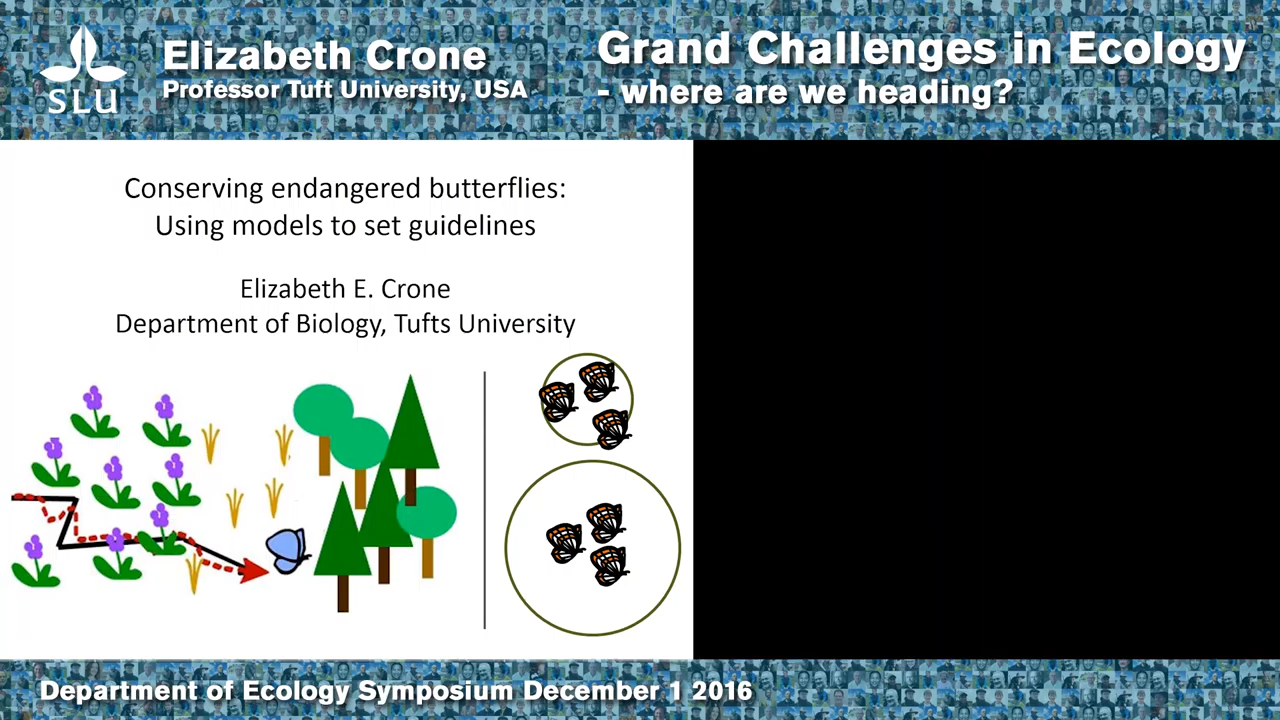 slu
Elizabeth Crone
Professor Tuft University, USA
Grand Challenges in Ecology
- where are we heading?
Conserving endangered butterflies:
Using models to set guidelines
Elizabeth E. Crone
Department of Biology, Tufts University
Department of Ecology Symposium December 1 2016